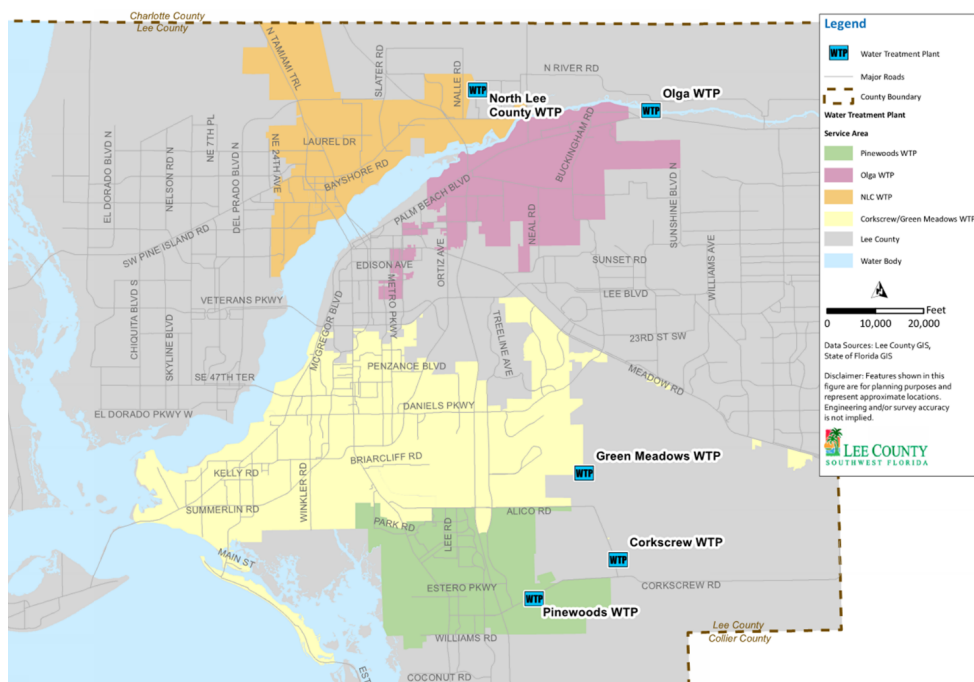 Charlotte County
Lee County
N TAMIAMI TRL
SLATER RD
NALLE RD
N RIVER RD
WTP
North Lee
County WTP
Olga WTP
WTP
LAUREL DR
BAYSHORE RD
NE 24TH AVE
NE 7TH PL
DEL PRADO BLVD N
NELSON RD N
EL DORADO BLVD N
BUCKINGHAM RD
PALM BEACH BLVD
NEAL RD
SUNSHINE BLVD N
WILLIAMS AVE
SW PINE ISLAND RD
EDISON AVE
ORTIZ AVE
METRO PKWY
SUNSET RD
LEE BLVD
VETERANS PKWY
CHIQUITA BLVD S
SKYLINE BLVD
MCGREGOR BLVD
TREELINE AVE
23RD ST SW
MEADOW RD
SE 47TH TER
PENZANCE BLVD
EL DORADO PKWY W
DANIELS PKWY
KELLY RD
BRIARCLIFF RD
WINKLER RD
Green Meadows WTP
WTP
SUMMERLIN RD
ALICO RD
PARK RD
LEE RD
MAIN ST
Corkscrew WTP
WTP
CORKSCREW RD
ESTERO PKWY
WTP
Pinewoods WTP
WILLIAMS RD
COCONUT RD
EST
Lee County
Collier County
Legend
WTP
Water Treatment Plant
Major Roads
County Boundary
Water Treatment Plant
Service Area
Pinewoods WTP
Olga WTP
NLC WTP
Corkscrew/Green Meadows WTP
Lee County
Water Body
Feet
0 10,000 20,000
Data Sources: Lee County GIS,
State of Florida GIS
Disclaimer: Features shown in this
figure are for planning purposes and
represent approximate locations.
Engineering and/or survey accuracy
is not implied.
LEE COUNTY
SOUTHWEST FLORIDA